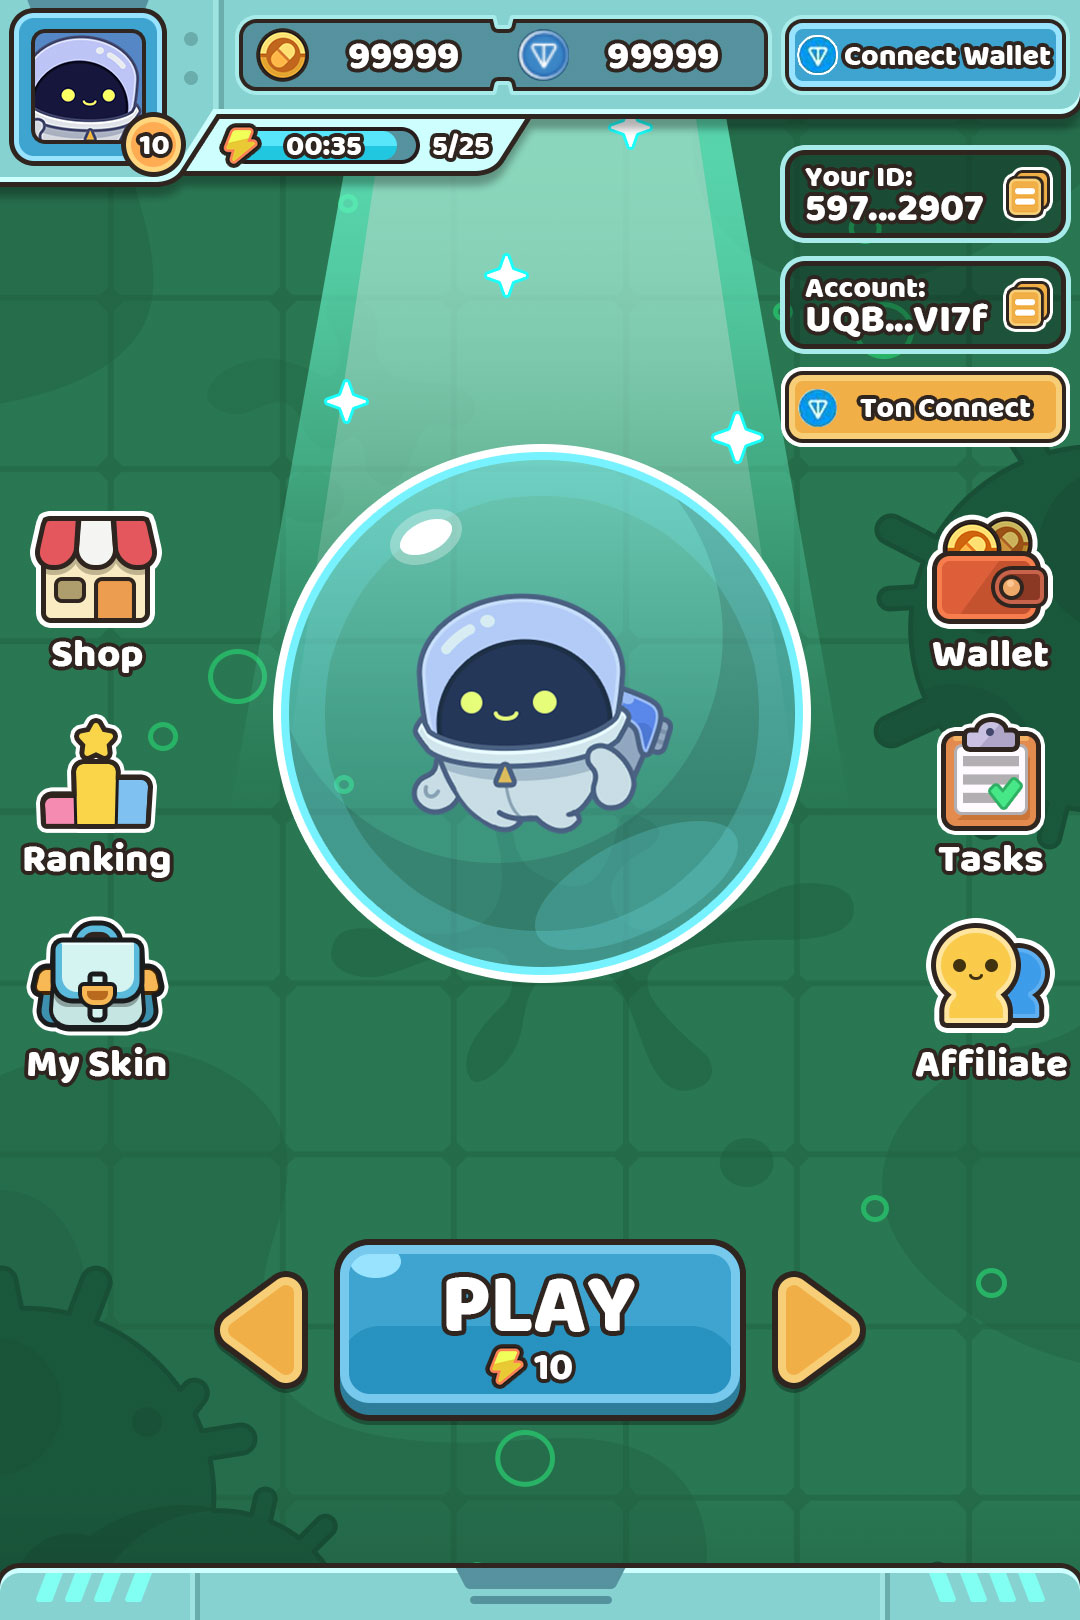 99999
99999
Connect Wallet
10
00:35
5/25
Your ID:
597...2907
Account:
UQB...VI7f
Ton Connect
Shop
Wallet
Ranking
Tasks
My Skin
Affiliate
PLAY
10